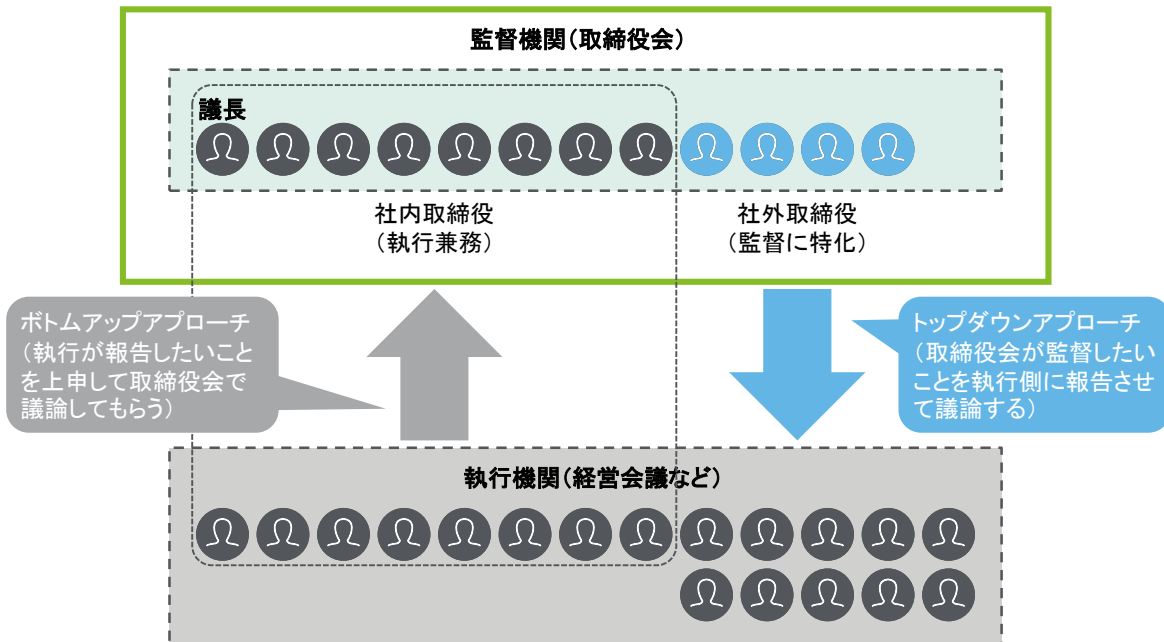 監督機関(取締役会)
議長
社内取締役
(執行兼務)
社外取締役
(監督に特化)
ボトムアップアプローチ
(執行が報告したいこと
を上申して取締役会で
議論してもらう)
トップダウンアプローチ
(取締役会が監督したい
ことを執行側に報告させ
て議論する)
執行機関(経営会議など)